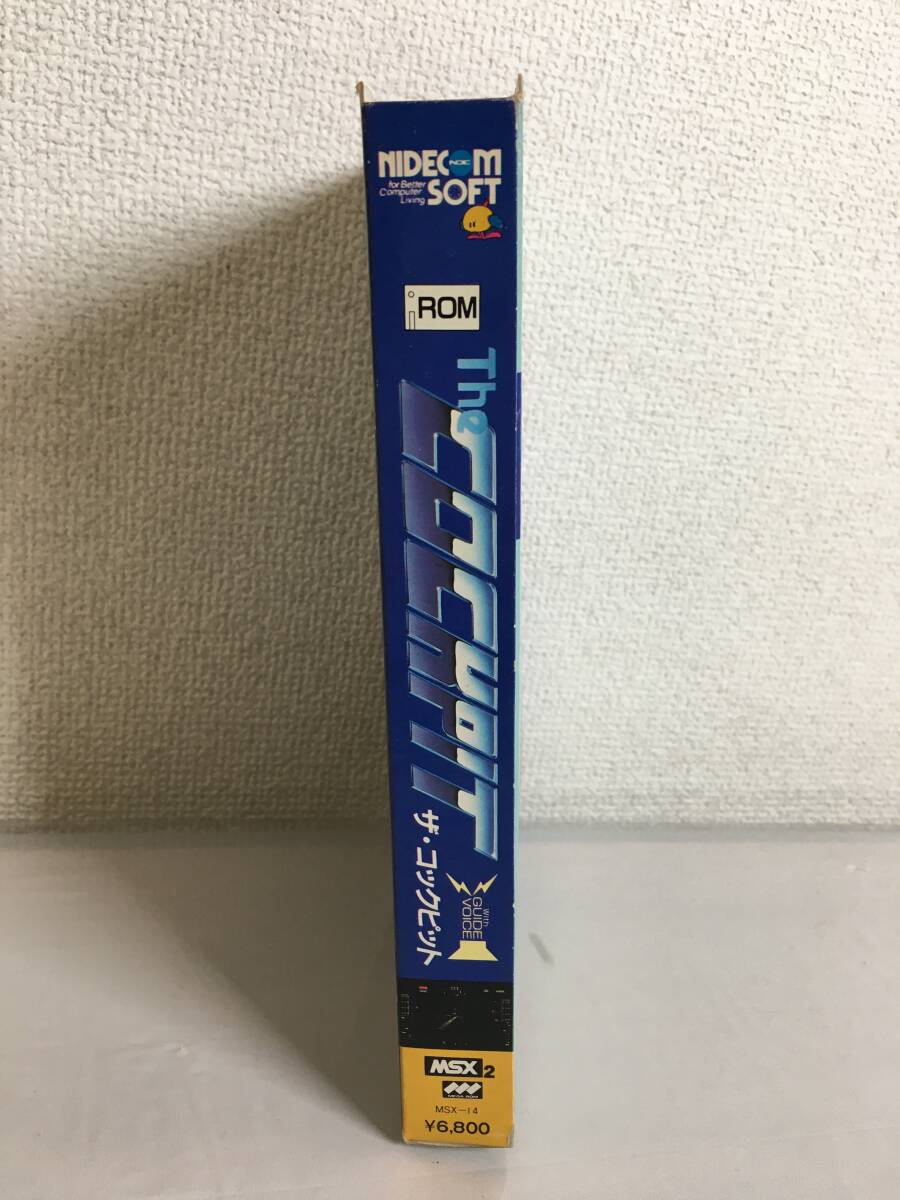 NIDECOM
NDC
for Better
Computer
Living
SOFT
ROM
The
COCKPIT
ザ・コックピット
With
GUIDE
VOICE
MSX2
MEGA ROM
MSX-14
¥6,800